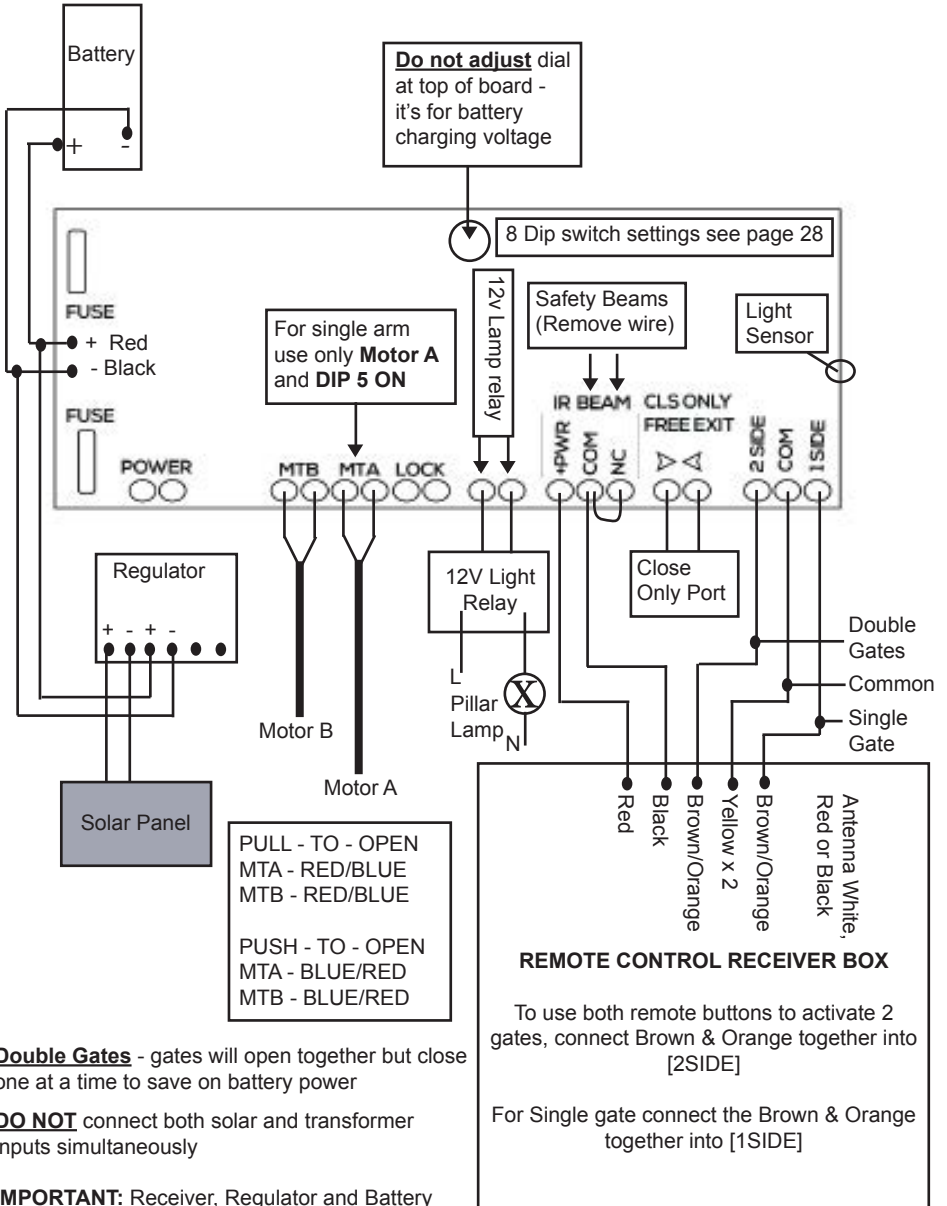 Battery
+ -
Do not adjust dial
at top of board -
it's for battery
charging voltage
8 Dip switch settings see page 28
FUSE
+ Red
- Black
FUSE
POWER
For single arm
use only Motor A
and DIP 5 ON
12v Lamp relay
Safety Beams
(Remove wire)
Light
Sensor
MTB MTA LOCK
IR BEAM
+PWR
COM
NC
CLS ONLY
FREE EXIT
2 SIDE
COM
1 SIDE
Regulator
+ - + -
Solar Panel
Motor B
Motor A
12V Light
Relay
L
Pillar
Lamp
X
N
Close
Only Port
Double
Gates
Common
Single
Gate
PULL - TO - OPEN
MTA - RED/BLUE
MTB - RED/BLUE
PUSH - TO - OPEN
MTA - BLUE/RED
MTB - BLUE/RED
Red
Black
Brown/Orange
Yellow x 2
Brown/Orange
Antenna White,
Red or Black
REMOTE CONTROL RECEIVER BOX
To use both remote buttons to activate 2
gates, connect Brown & Orange together into
[2SIDE]
For Single gate connect the Brown & Orange
together into [1SIDE]
Double Gates - gates will open together but close
one at a time to save on battery power
DO NOT connect both solar and transformer
inputs simultaneously
IMPORTANT: Receiver, Regulator and Battery